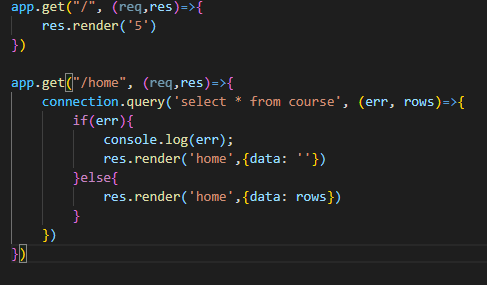 app.get("/", (req,res)=>{
    res.render('5')
})

app.get("/home", (req,res)=>{
    connection.query('select * from course', (err, rows)=>{
        if(err){
            console.log(err);
            res.render('home',{data: ''})
        }else{
            res.render('home',{data: rows})
        }
    })
})